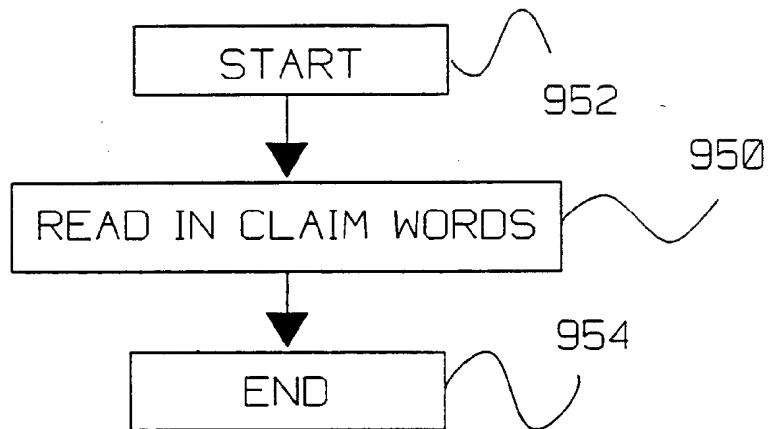 START
952
950
READ IN CLAIM WORDS
954
END